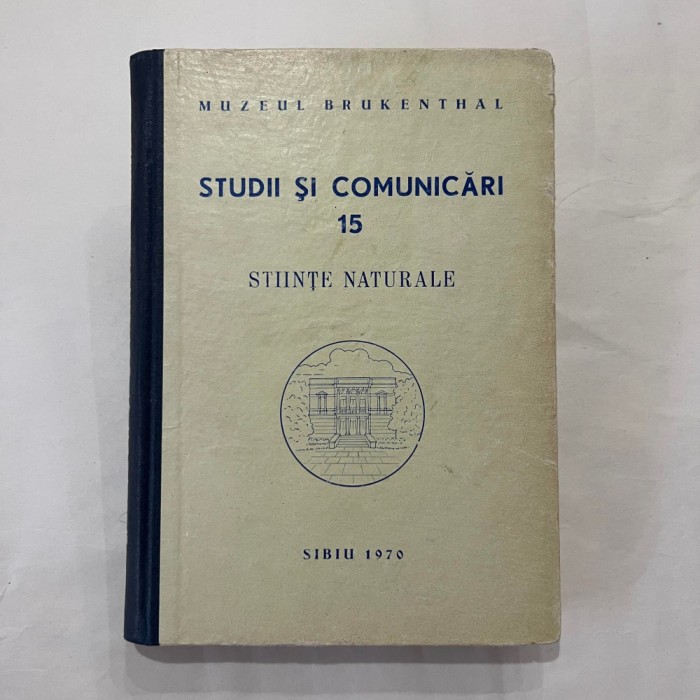 MUZEUL BRUKENTHAL
STUDII ŞI COMUNICĂRI
15
STIINŢE NATURALE
SIBIU 1970